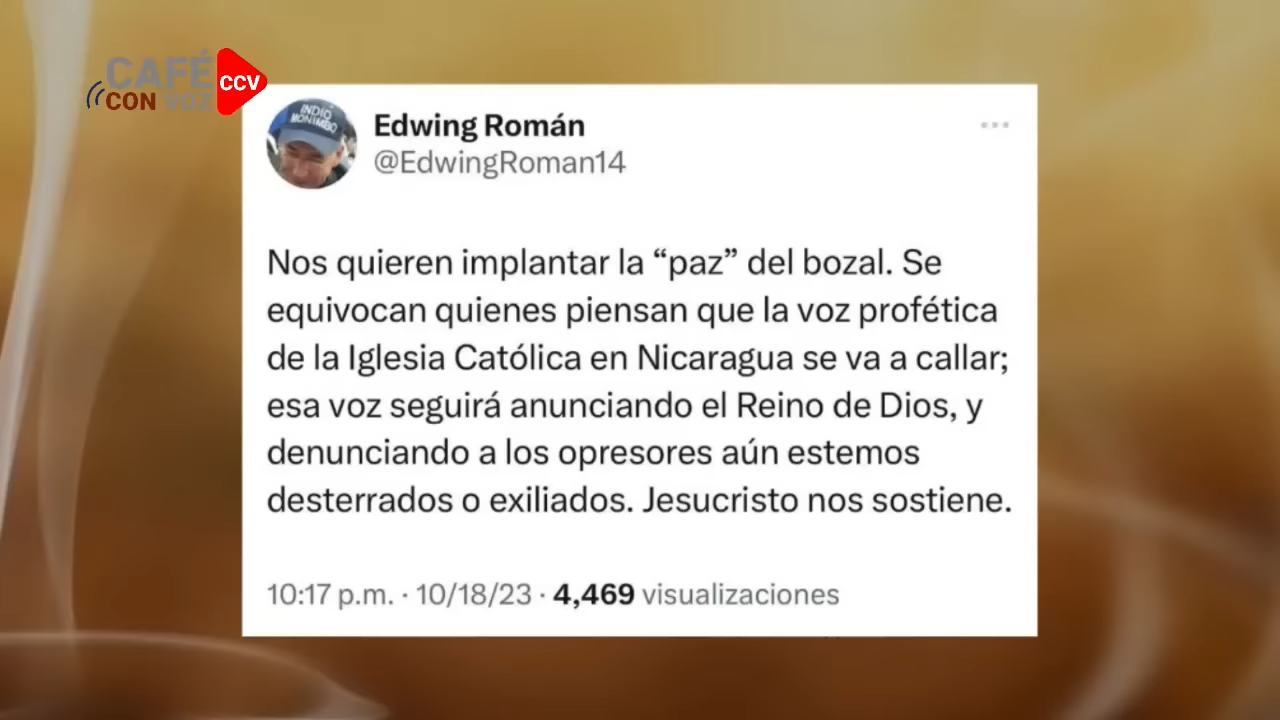 CAFÉ
CON VOZ
CCV
INDIO
MONIMBO
Edwing Román
@EdwingRoman14
Nos quieren implantar la “paz” del bozal. Se
equivocan quienes piensan que la voz profética
de la Iglesia Católica en Nicaragua se va a callar;
esa voz seguirá anunciando el Reino de Dios, y
denunciando a los opresores aún estemos
desterrados o exiliados. Jesucristo nos sostiene.
10:17 p.m. · 10/18/23 · 4,469 visualizaciones